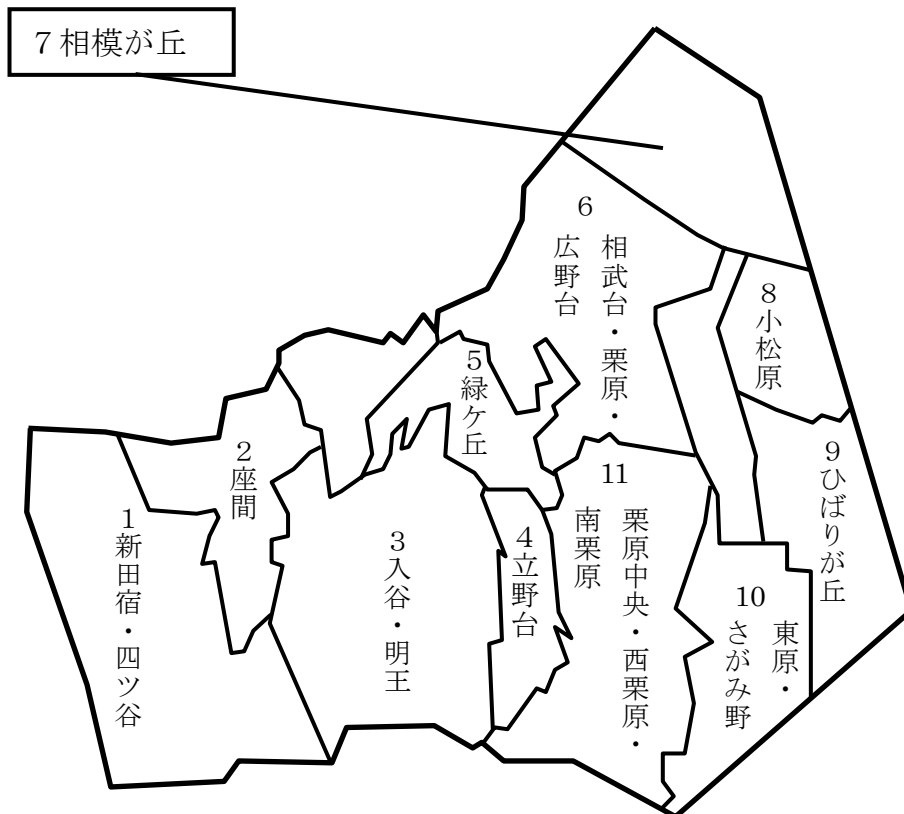 ７相模が丘
６
相武台・栗原・
広野台
８小松原
５緑ケ丘
２座間
９ひばりが丘
11
栗原中央・西栗原・
南栗原
１新田宿・四ツ谷
３入谷・明王
４立野台
10
東原・
さがみ野